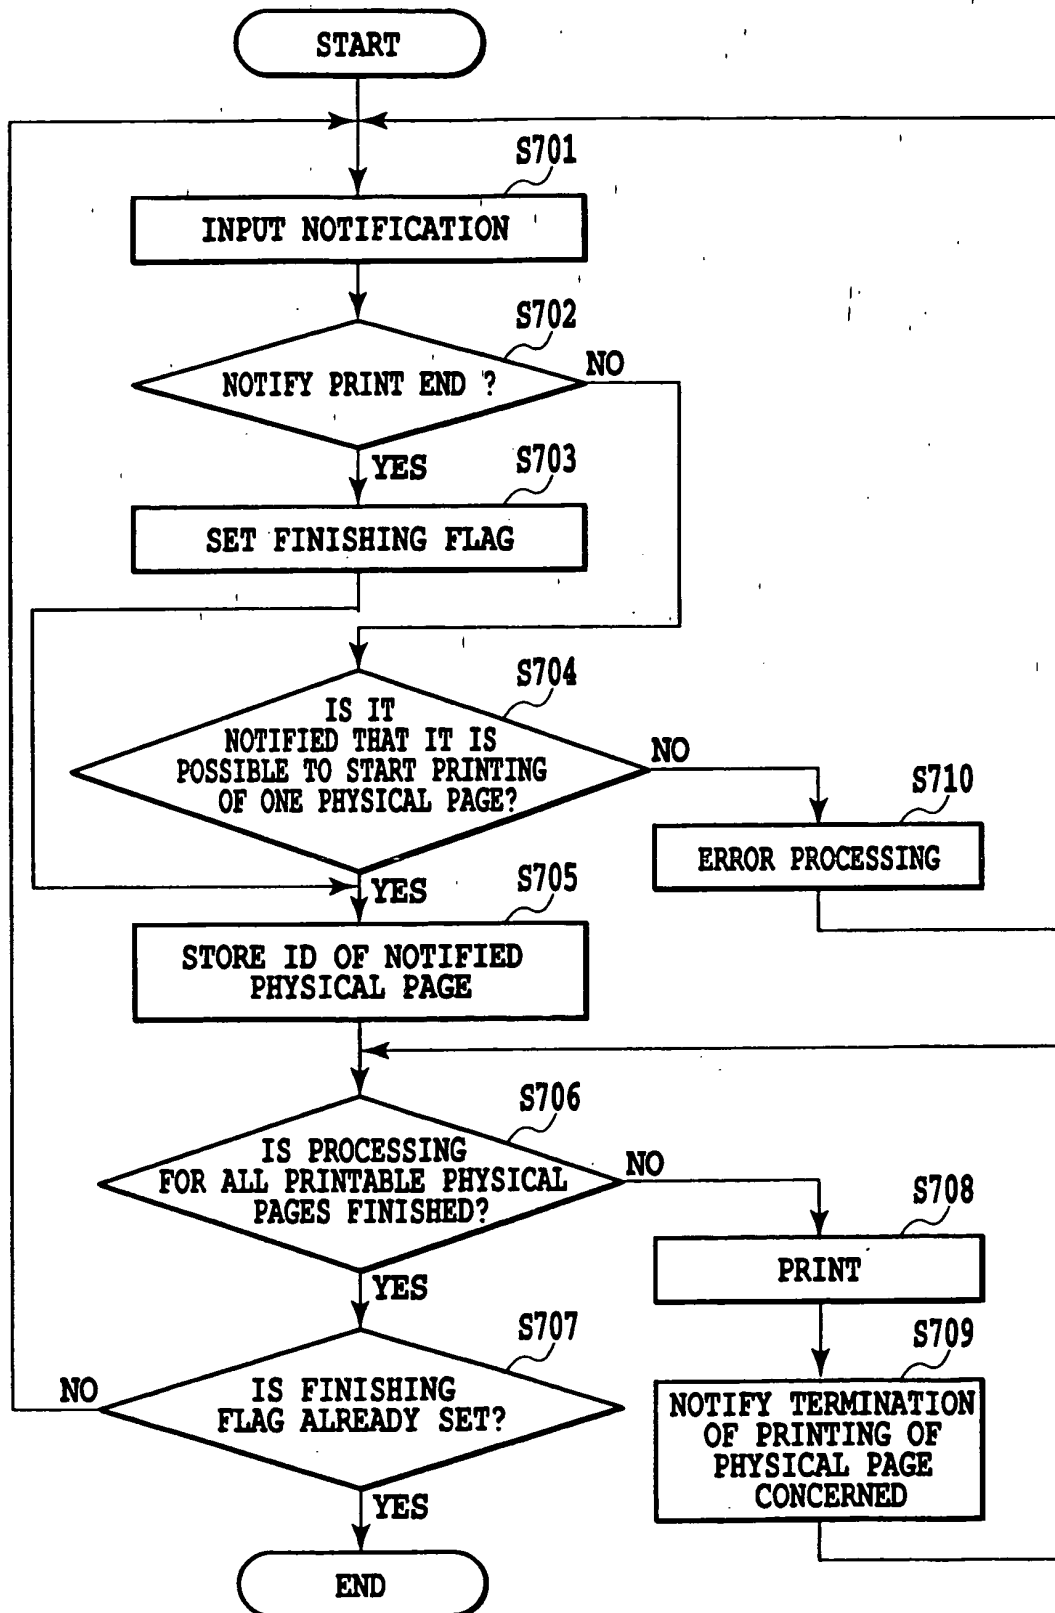 START
S701
INPUT NOTIFICATION
S702
NOTIFY PRINT END ?
NO
YES
S703
SET FINISHING FLAG
S704
IS IT
NOTIFIED THAT IT IS
POSSIBLE TO START PRINTING
OF ONE PHYSICAL PAGE?
NO
S710
ERROR PROCESSING
YES
S705
STORE ID OF NOTIFIED
PHYSICAL PAGE
S706
IS PROCESSING
FOR ALL PRINTABLE PHYSICAL
PAGES FINISHED?
NO
S708
PRINT
YES
S707
IS FINISHING
FLAG ALREADY SET?
NO
S709
NOTIFY TERMINATION
OF PRINTING OF
PHYSICAL PAGE
CONCERNED
YES
END